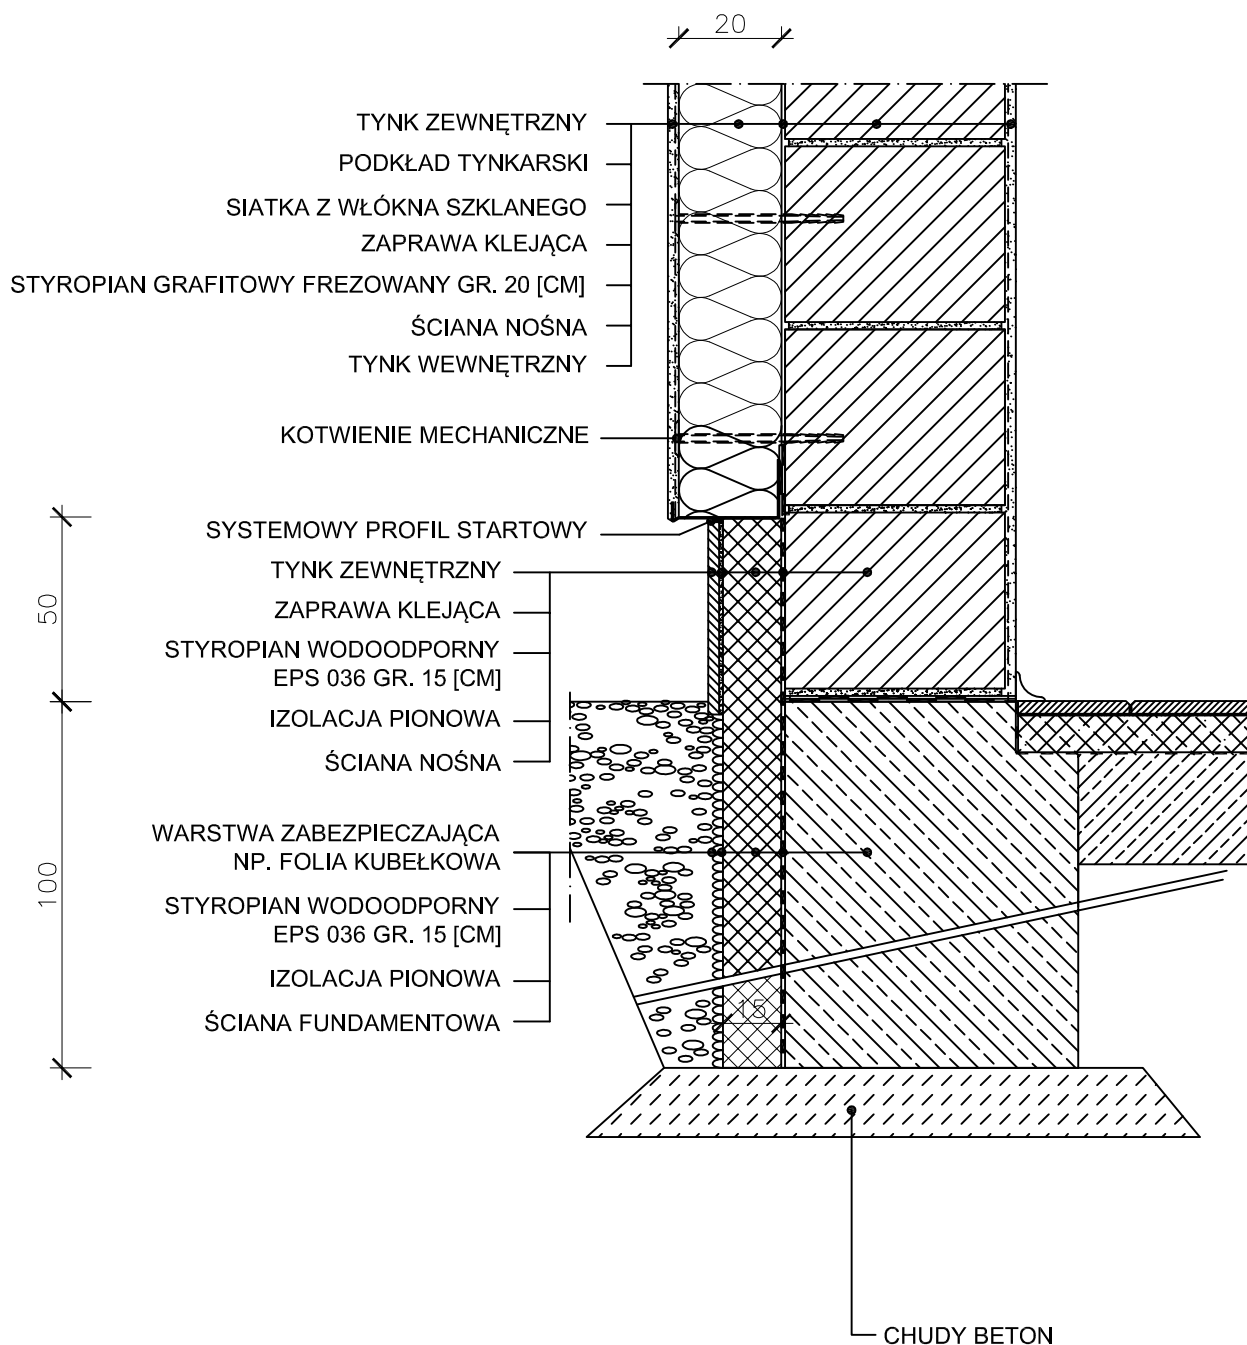 20
TYNK ZEWNĘTRZNY
PODKŁAD TYNKARSKI
SIATKA Z WŁÓKNA SZKLANEGO
ZAPRAWA KLEJĄCA
STYROPIAN GRAFITOWY FREZOWANY GR. 20 [CM]
ŚCIANA NOŚNA
TYNK WEWNĘTRZNY
KOTWIENIE MECHANICZNE
SYSTEMOWY PROFIL STARTOWY
TYNK ZEWNĘTRZNY
50
ZAPRAWA KLEJĄCA
STYROPIAN WODOODPORNY
EPS 036 GR. 15 [CM]
IZOLACJA PIONOWA
ŚCIANA NOŚNA
WARSTWA ZABEZPIECZAJĄCA
NP. FOLIA KUBEŁKOWA
100
STYROPIAN WODOODPORNY
EPS 036 GR. 15 [CM]
IZOLACJA PIONOWA
15
ŚCIANA FUNDAMENTOWA
CHUDY BETON